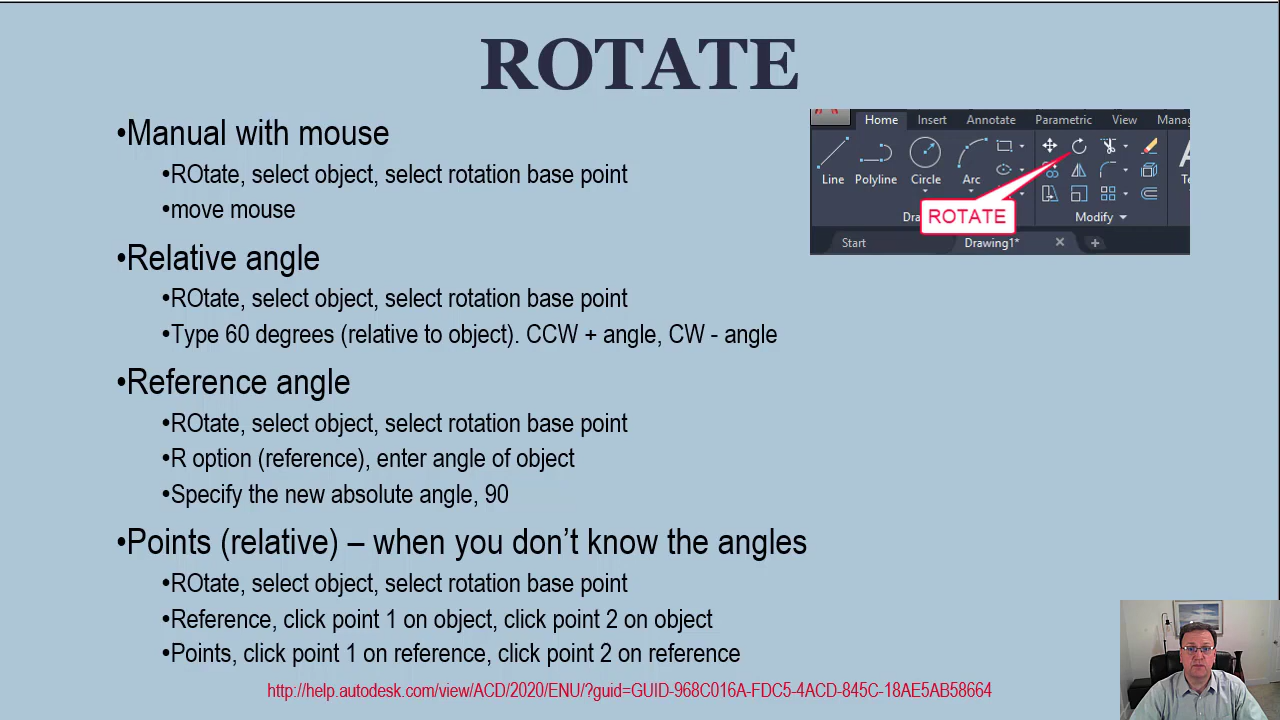 ROTATE
•Manual with mouse
•ROtate, select object, select rotation base point
•move mouse
•Relative angle
•ROtate, select object, select rotation base point
•Type 60 degrees (relative to object). CCW + angle, CW - angle
•Reference angle
•ROtate, select object, select rotation base point
•R option (reference), enter angle of object
•Specify the new absolute angle, 90
•Points (relative) – when you don’t know the angles
•ROtate, select object, select rotation base point
•Reference, click point 1 on object, click point 2 on object
•Points, click point 1 on reference, click point 2 on reference
http://help.autodesk.com/view/ACD/2020/ENU/?guid=GUID-968C016A-FDC5-4ACD-845C-18AE5AB58664
Home Insert Annotate Parametric View Manag
Line Polyline Circle Arc
ROTATE
Modify
Start Drawing1*